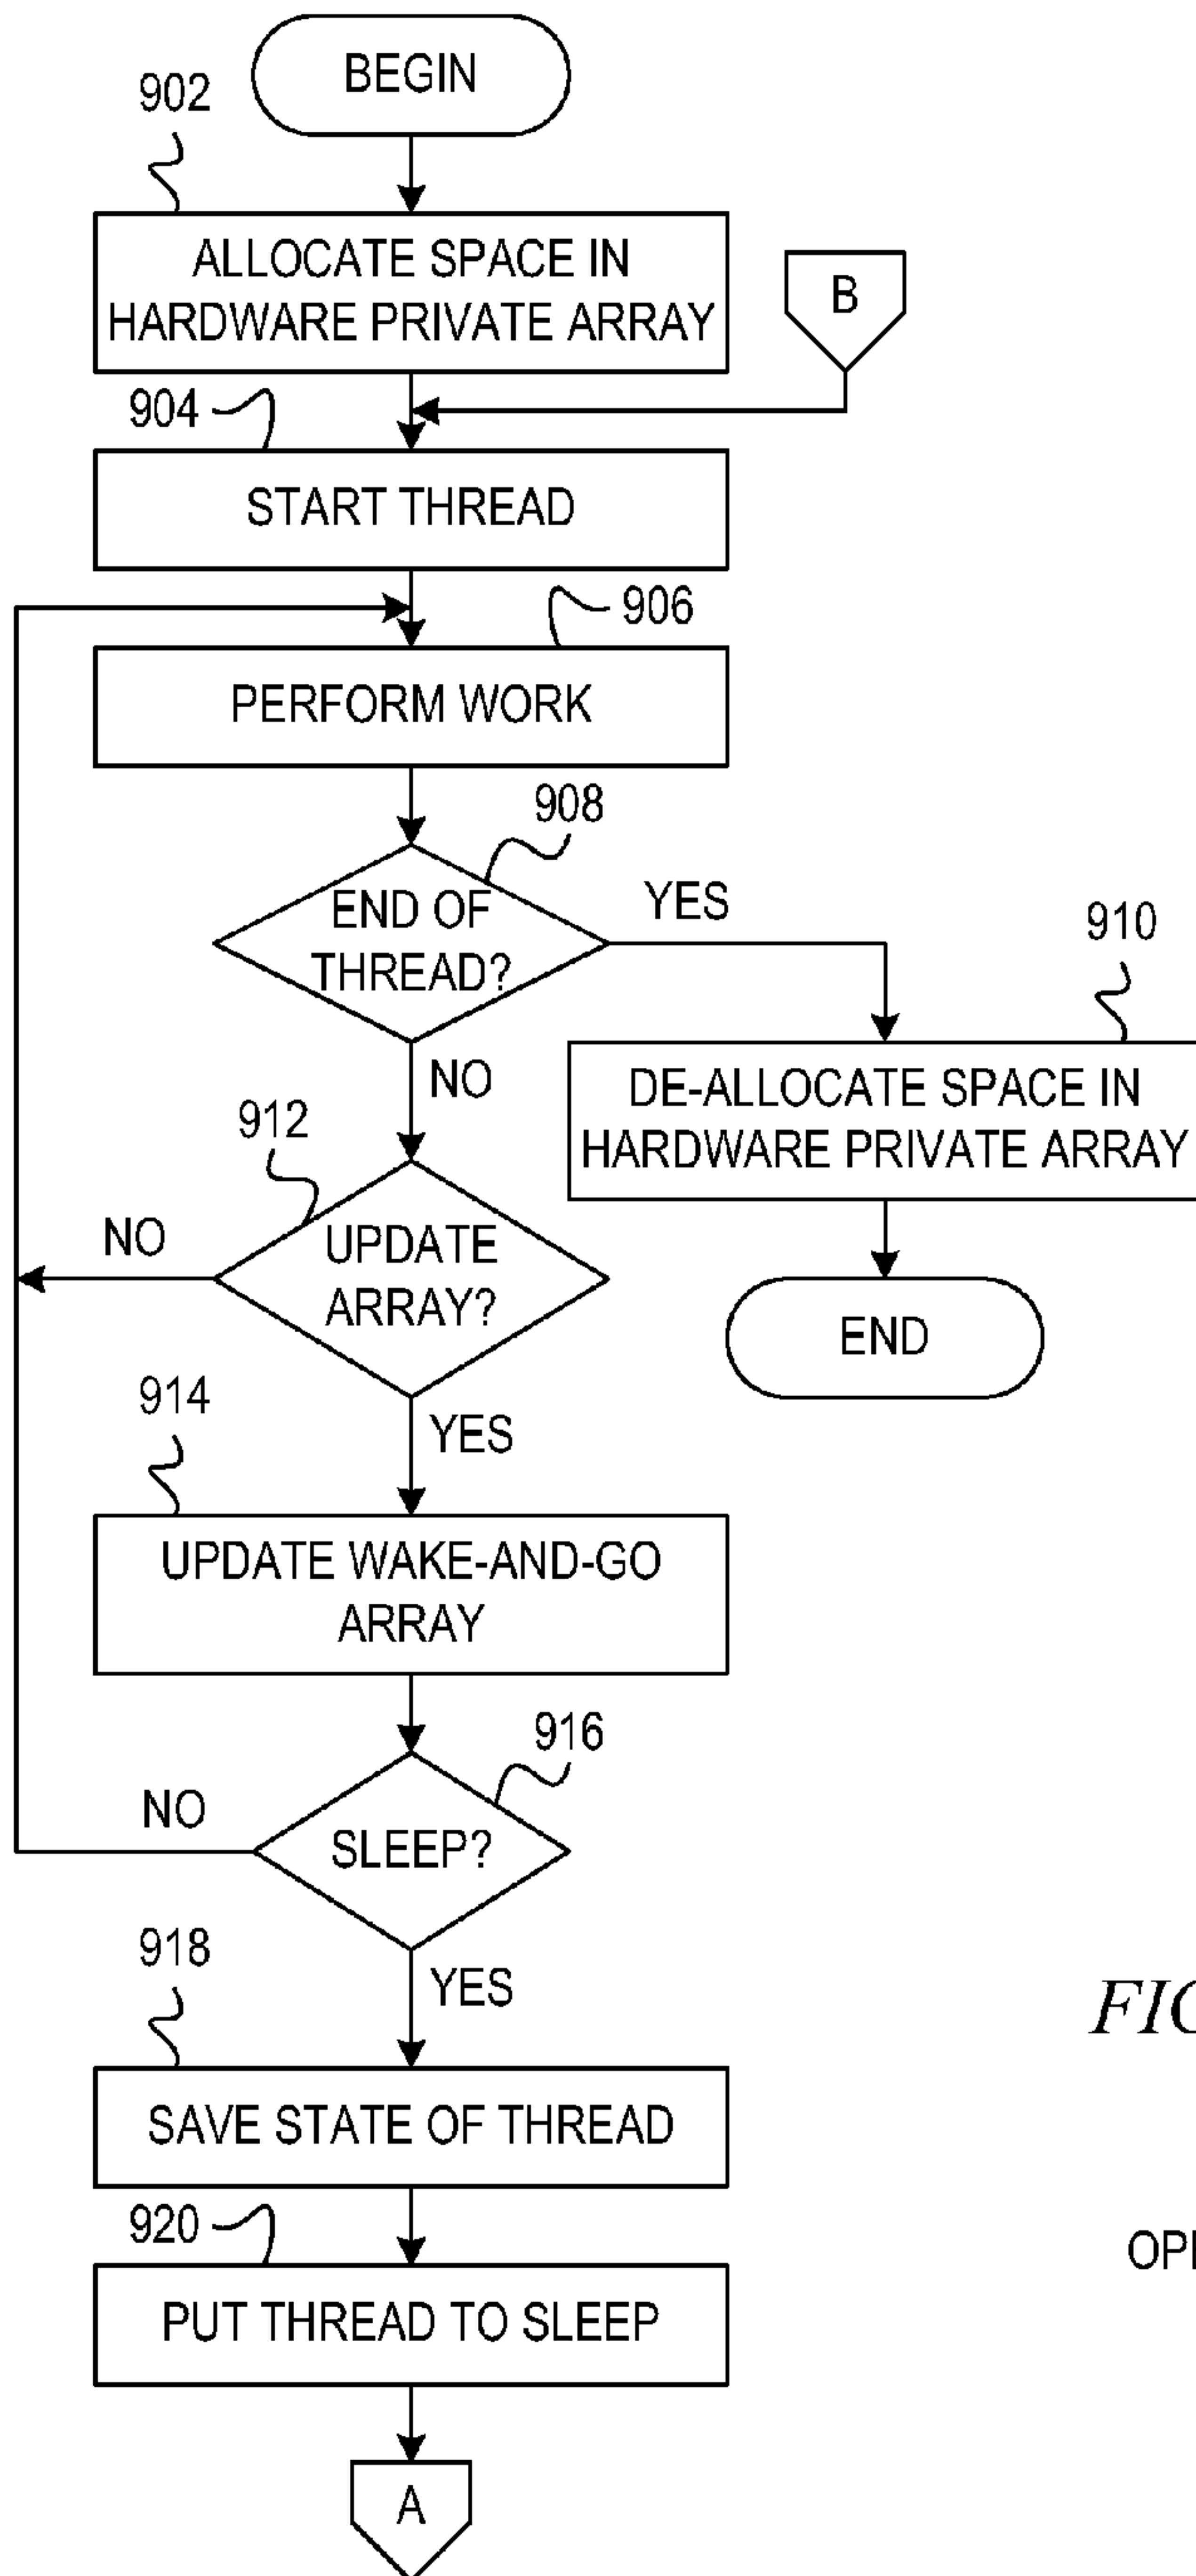 BEGIN
902
ALLOCATE SPACE IN
HARDWARE PRIVATE ARRAY
B
904
START THREAD
906
PERFORM WORK
908
END OF
THREAD?
YES
910
NO
DE-ALLOCATE SPACE IN
HARDWARE PRIVATE ARRAY
912
UPDATE
ARRAY?
NO
END
914
YES
UPDATE WAKE-AND-GO
ARRAY
916
NO
SLEEP?
918
YES
SAVE STATE OF THREAD
920
PUT THREAD TO SLEEP
A